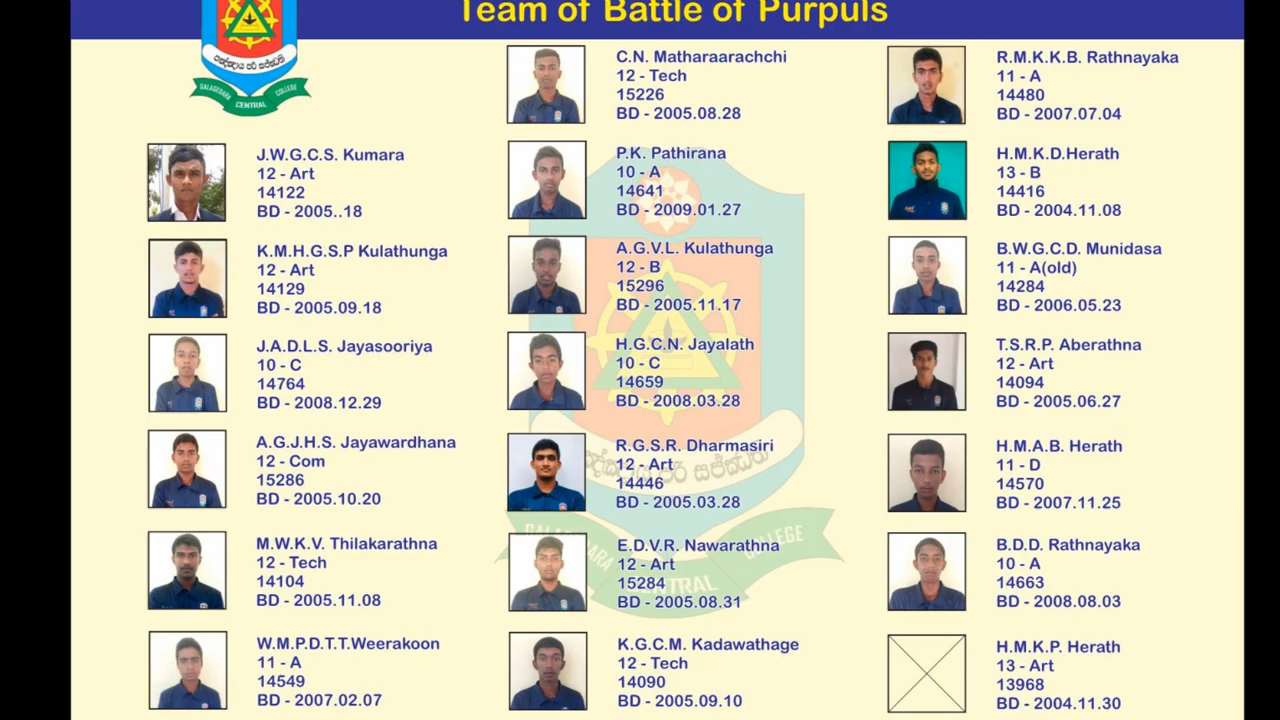 Team of Battle of Purpuls
ප්‍රඥාය පරි සුජ්ඣති
GALAGEDARA CENTRAL COLLEGE
J.W.G.C.S. Kumara
12 - Art
14122
BD - 2005..18
K.M.H.G.S.P Kulathunga
12 - Art
14129
BD - 2005.09.18
J.A.D.L.S. Jayasooriya
10 - C
14764
BD - 2008.12.29
A.G.J.H.S. Jayawardhana
12 - Com
15286
BD - 2005.10.20
M.W.K.V. Thilakarathna
12 - Tech
14104
BD - 2005.11.08
W.M.P.D.T.T.Weerakoon
11 - A
14549
BD - 2007.02.07
C.N. Matharaarachchi
12 - Tech
15226
BD - 2005.08.28
P.K. Pathirana
10 - A
14641
BD - 2009.01.27
A.G.V.L. Kulathunga
12 - B
15296
BD - 2005.11.17
H.G.C.N. Jayalath
10 - C
14659
BD - 2008.03.28
R.G.S.R. Dharmasiri
12 - Art
14446
BD - 2005.03.28
E.D.V.R. Nawarathna
12 - Art
15284
BD - 2005.08.31
K.G.C.M. Kadawathage
12 - Tech
14090
BD - 2005.09.10
R.M.K.K.B. Rathnayaka
11 - A
14480
BD - 2007.07.04
H.M.K.D.Herath
13 - B
14416
BD - 2004.11.08
B.W.G.C.D. Munidasa
11 - A(old)
14284
BD - 2006.05.23
T.S.R.P. Aberathna
12 - Art
14094
BD - 2005.06.27
H.M.A.B. Herath
11 - D
14570
BD - 2007.11.25
B.D.D. Rathnayaka
10 - A
14663
BD - 2008.08.03
H.M.K.P. Herath
13 - Art
13968
BD - 2004.11.30
CENTRAL
COLLEGE